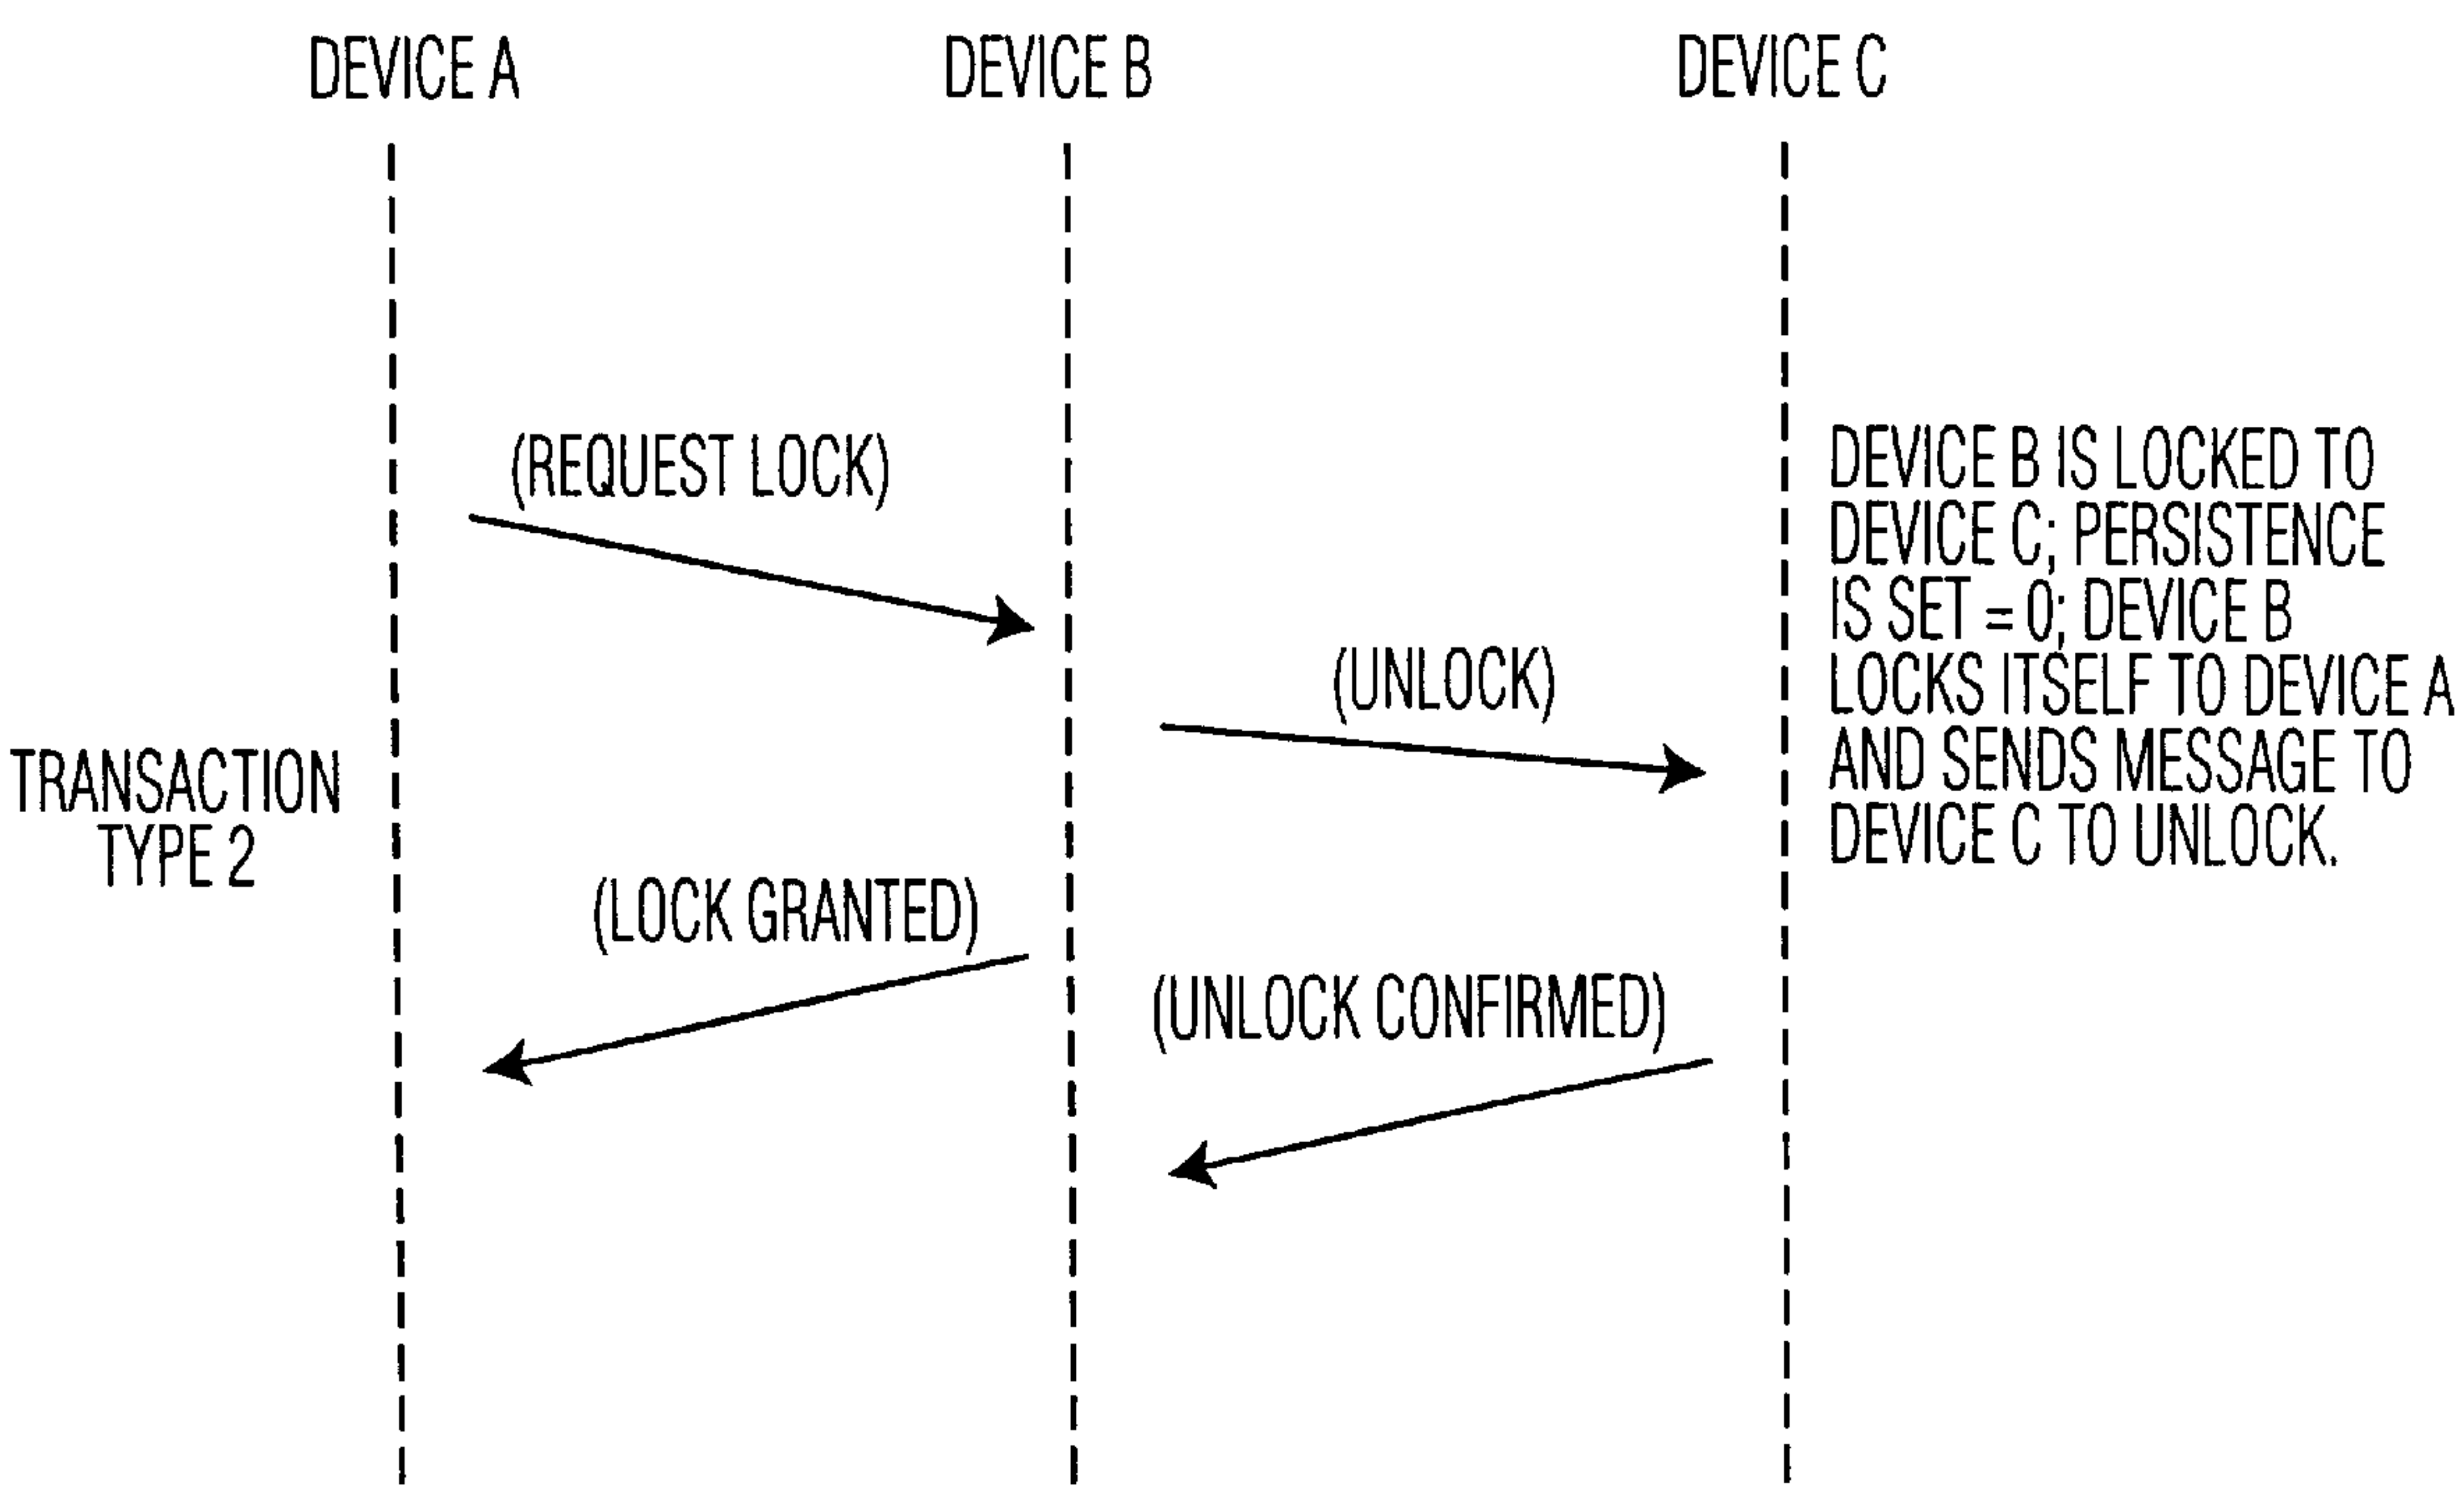 DEVICE A
DEVICE B
DEVICE C
(REQUEST LOCK)
(UNLOCK)
DEVICE B IS LOCKED TO
DEVICE C; PERSISTENCE
IS SET = 0; DEVICE B
LOCKS ITSELF TO DEVICE A
AND SENDS MESSAGE TO
DEVICE C TO UNLOCK.
TRANSACTION
TYPE 2
(LOCK GRANTED)
(UNLOCK CONFIRMED)